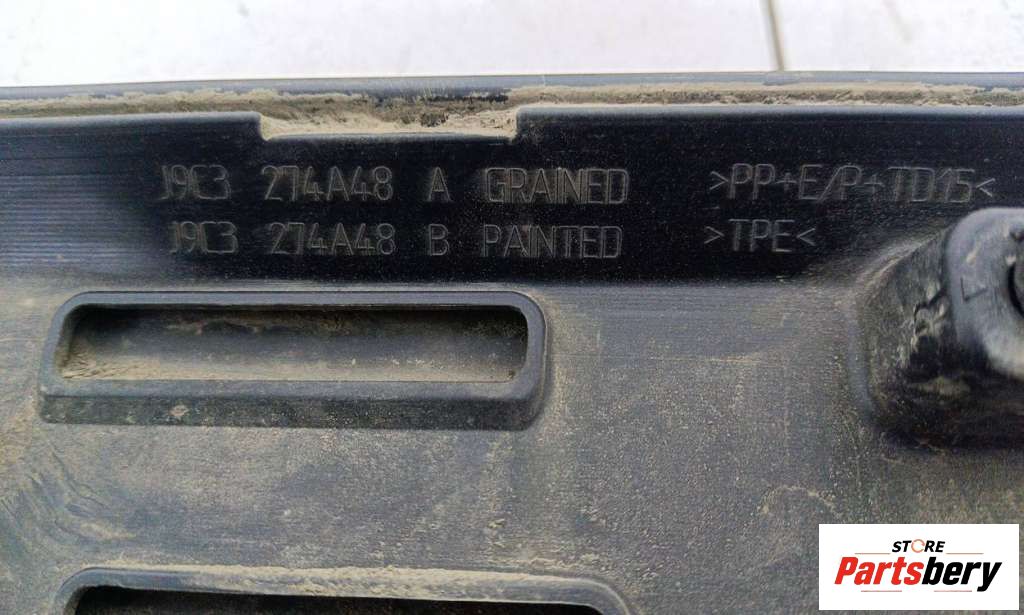 J9C3 274A48 A GRAINED >PP+E/P+TD15<
J9C3 274A48 B PAINTED >TPE<
STORE
Partsbery